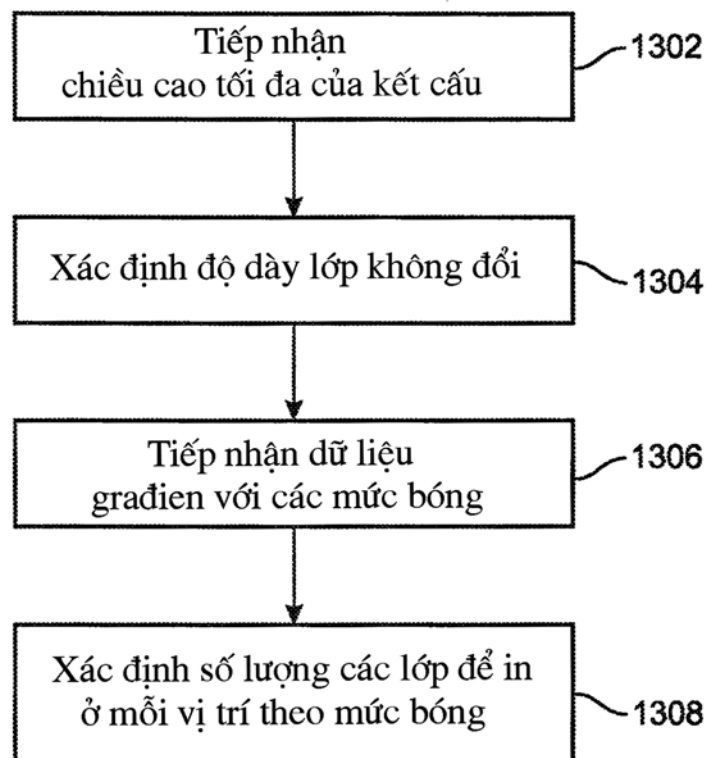 Tiếp nhận
chiều cao tối đa của kết cấu
1302
Xác định độ dày lớp không đổi
1304
Tiếp nhận dữ liệu
građien với các mức bóng
1306
Xác định số lượng các lớp để in
ở mỗi vị trí theo mức bóng
1308